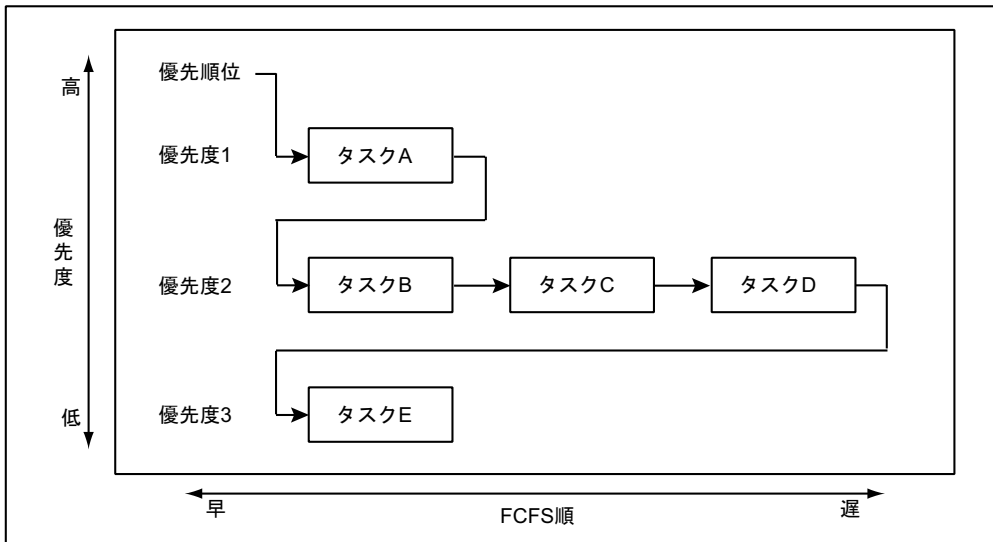 高
優先度
低
優先順位
優先度1
タスクA
優先度2
タスクB
タスクC
タスクD
優先度3
タスクE
早
FCFS順
遅